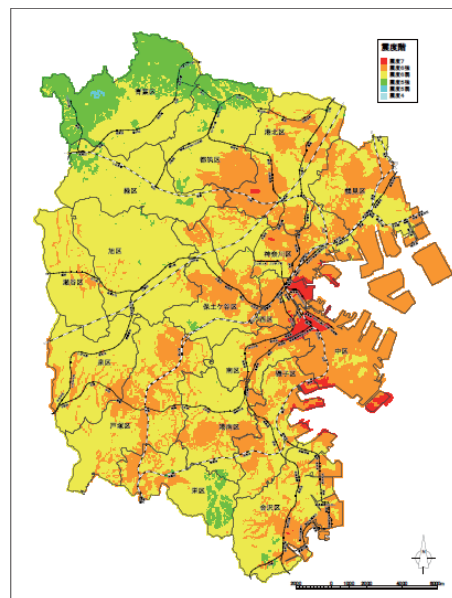 震度階
震度7
震度6強
震度6弱
震度5強
震度5弱
震度4
青葉区
港北区
都筑区
緑区
鶴見区
神奈川区
旭区
瀬谷区
保土ケ谷区
西区
泉区
中区
南区
磯子区
戸塚区
港南区
栄区
金沢区